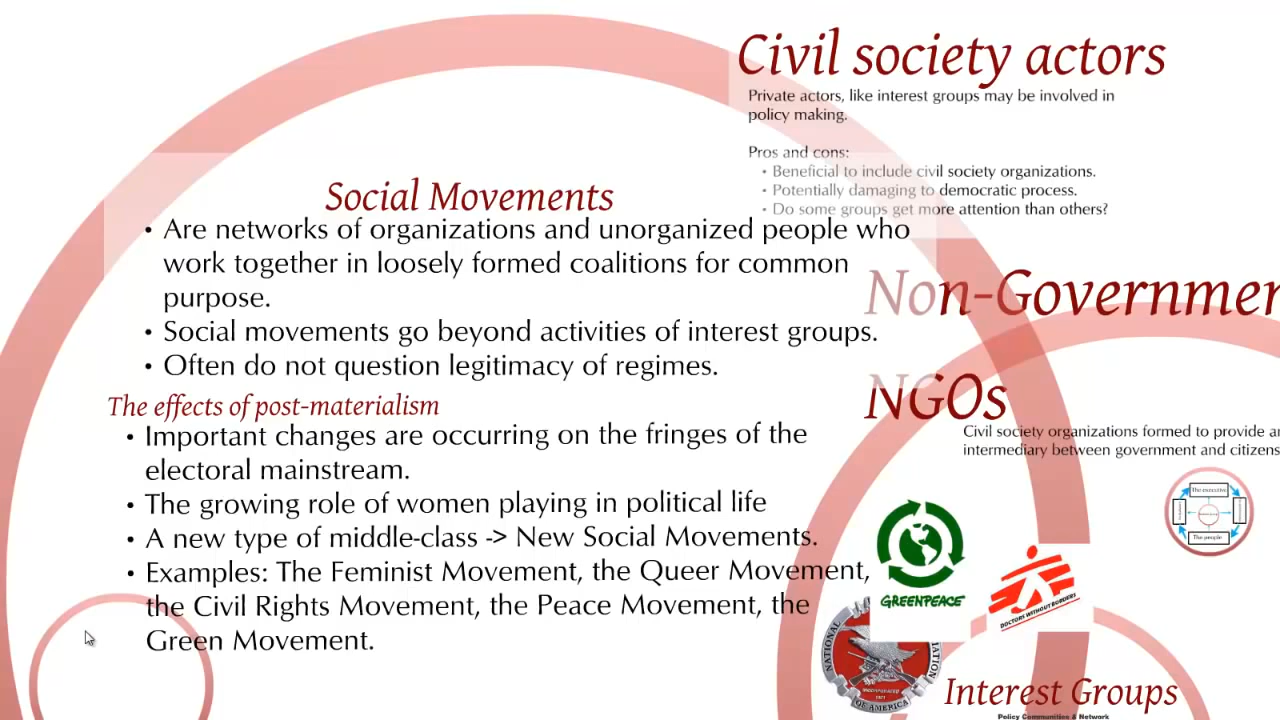 Civil society actors
Private actors, like interest groups may be involved in
policy making.
Pros and cons:
• Beneficial to include civil society organizations.
• Potentially damaging to democratic process.
• Do some groups get more attention than others?
Social Movements
• Are networks of organizations and unorganized people who
work together in loosely formed coalitions for common
purpose.
• Social movements go beyond activities of interest groups.
• Often do not question legitimacy of regimes.
The effects of post-materialism
• Important changes are occurring on the fringes of the
electoral mainstream.
• The growing role of women playing in political life
• A new type of middle-class -> New Social Movements.
• Examples: The Feminist Movement, the Queer Movement,
the Civil Rights Movement, the Peace Movement, the
Green Movement.
Non-Governmen
NGOs
Civil society organizations formed to provide
intermediary between government and citizens
The executive
The people
GREENPEACE
DOCTORS WITHOUT BORDERS
NATIONAL
OF AMERICA
Interest Groups
Policy Communities & Network